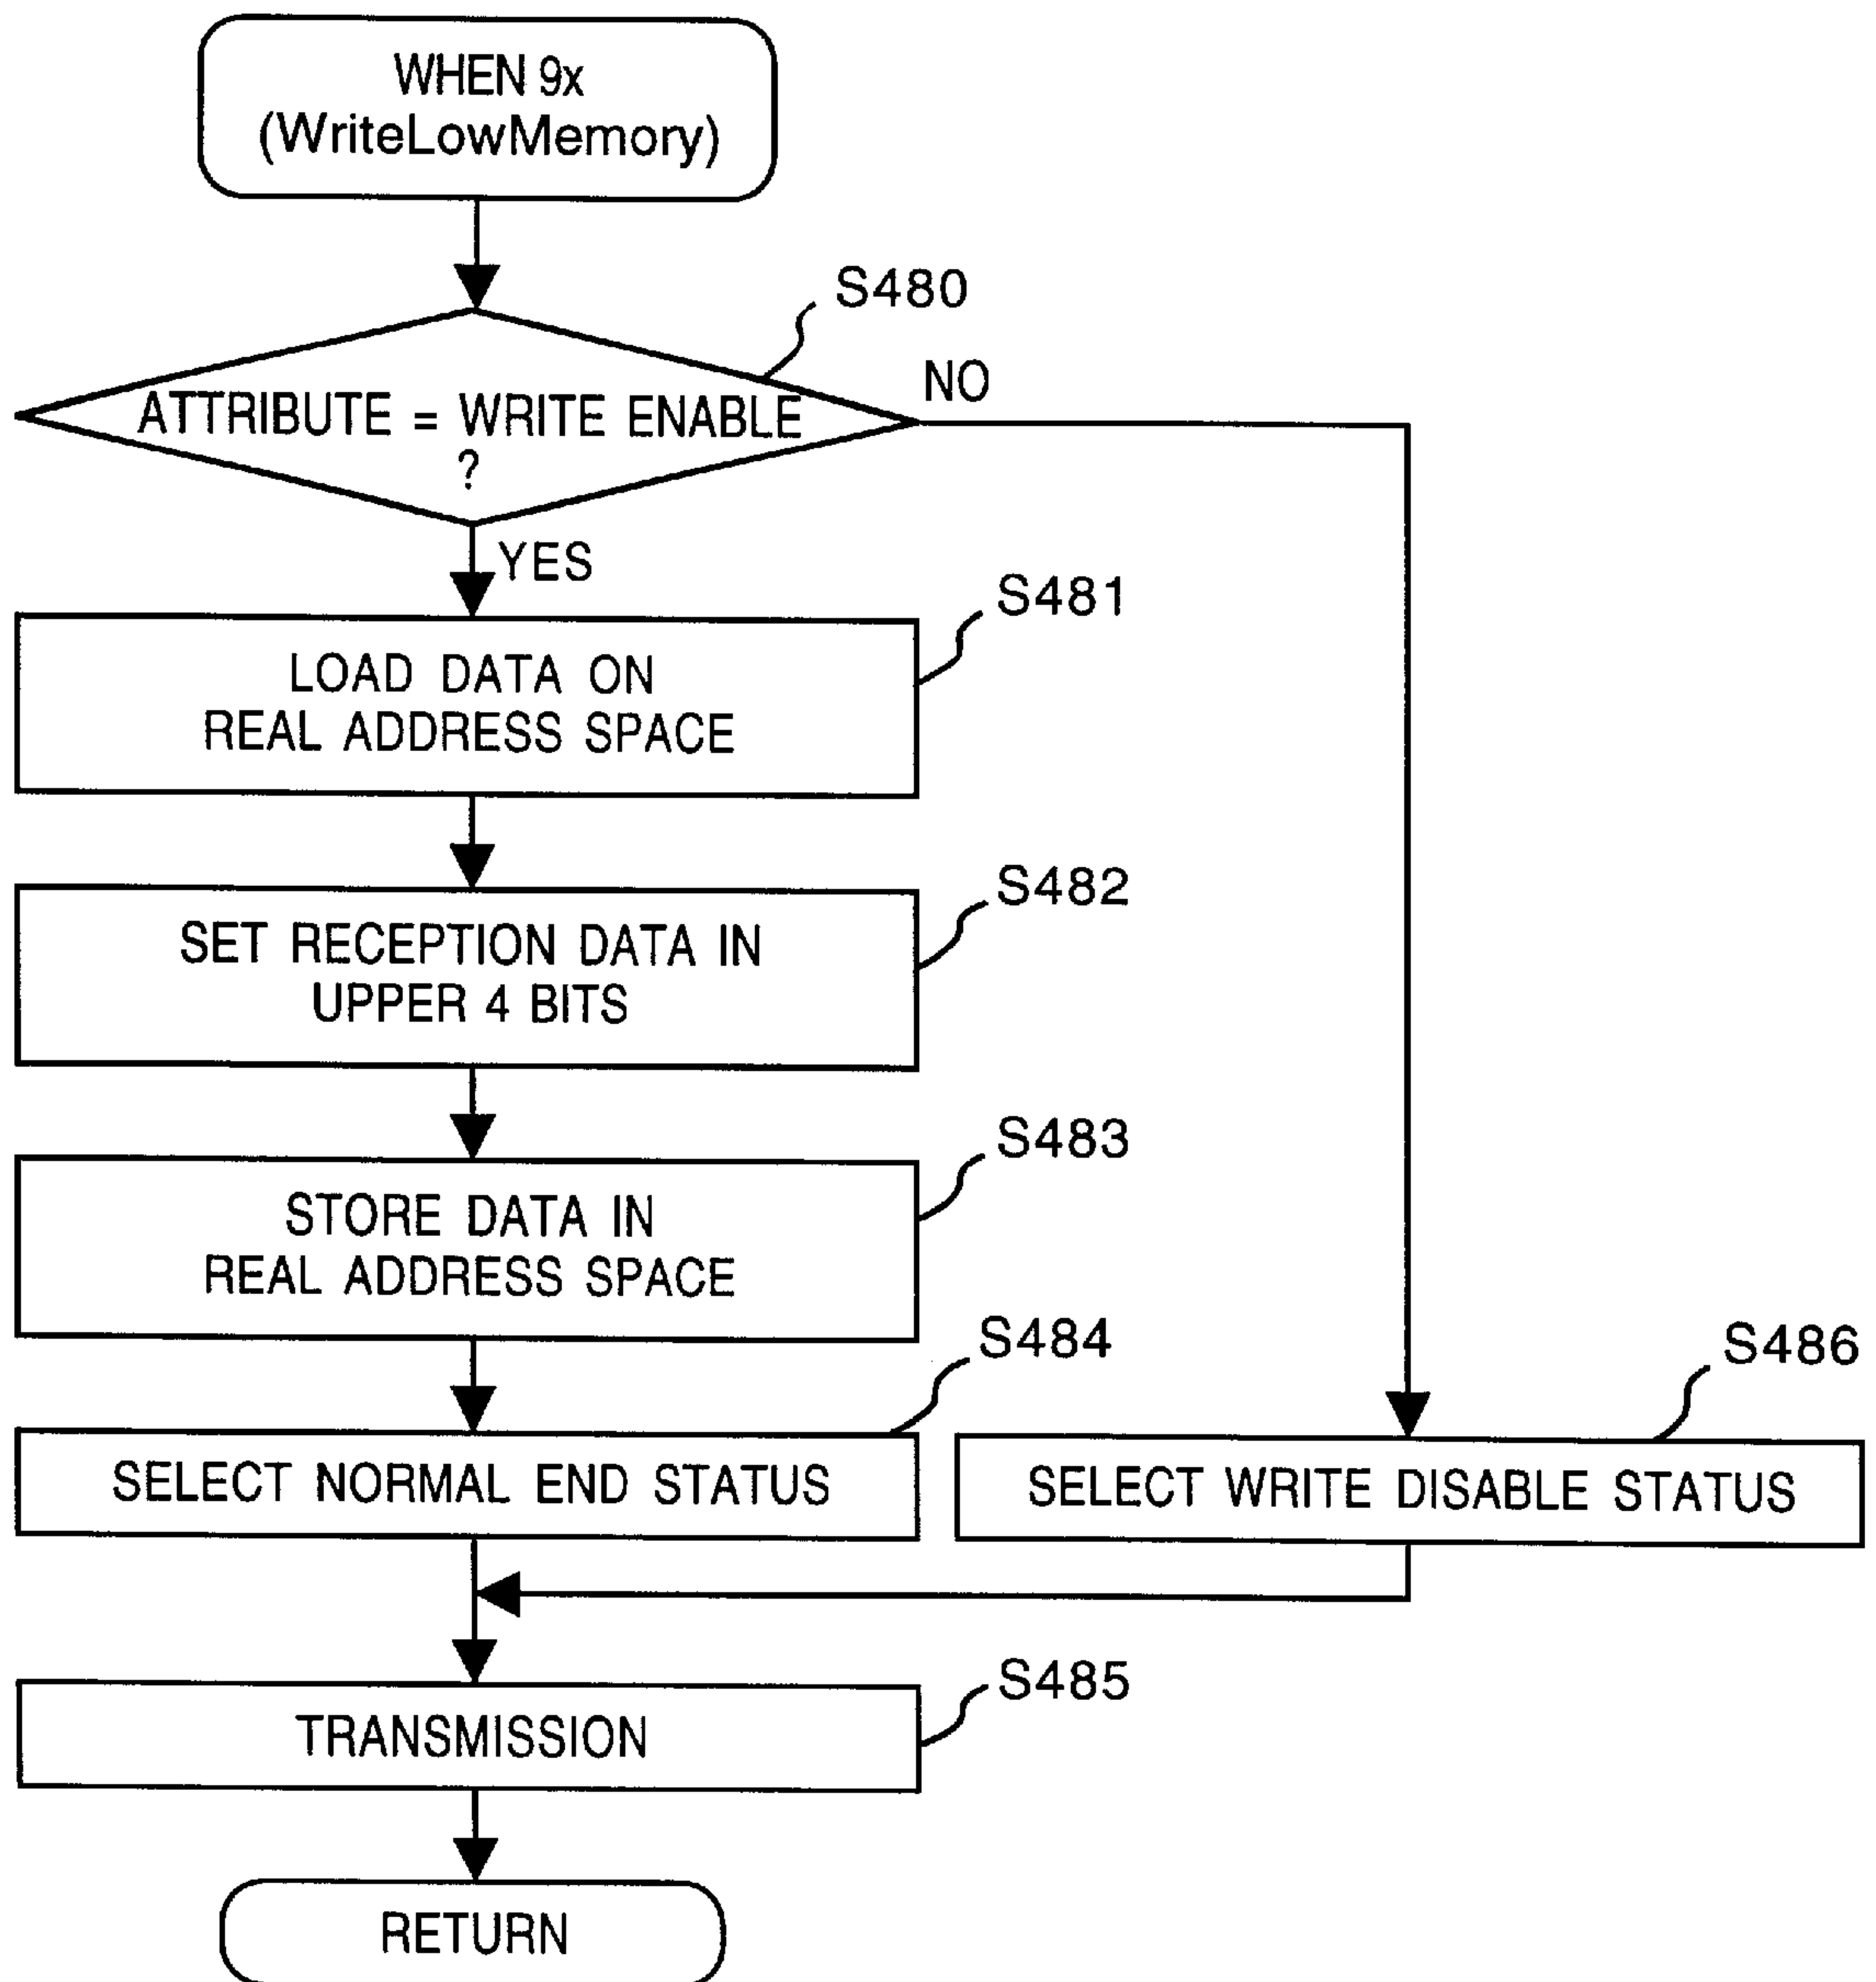 WHEN 9x
(WriteLowMemory)
S480
NO
ATTRIBUTE = WRITE ENABLE
?
YES
S481
LOAD DATA ON
REAL ADDRESS SPACE
S482
SET RECEPTION DATA IN
UPPER 4 BITS
S483
STORE DATA IN
REAL ADDRESS SPACE
S484
S486
SELECT NORMAL END STATUS
SELECT WRITE DISABLE STATUS
S485
TRANSMISSION
RETURN